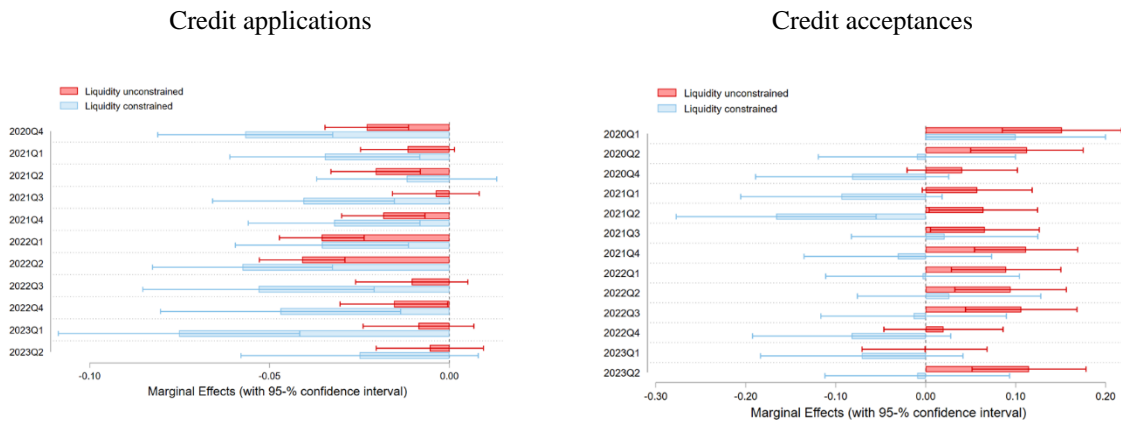 Credit applications
Liquidity unconstrained
Liquidity constrained
2020Q4
2021Q1
2021Q2
2021Q3
2021Q4
2022Q1
2022Q2
2022Q3
2022Q4
2023Q1
2023Q2
-0.10 -0.05 0.00
Marginal Effects (with 95-% confidence interval)
Credit acceptances
Liquidity unconstrained
Liquidity constrained
2020Q1
2020Q2
2020Q4
2021Q1
2021Q2
2021Q3
2021Q4
2022Q1
2022Q2
2022Q3
2022Q4
2023Q1
2023Q2
-0.30 -0.20 -0.10 0.00 0.10 0.20
Marginal Effects (with 95-% confidence interval)